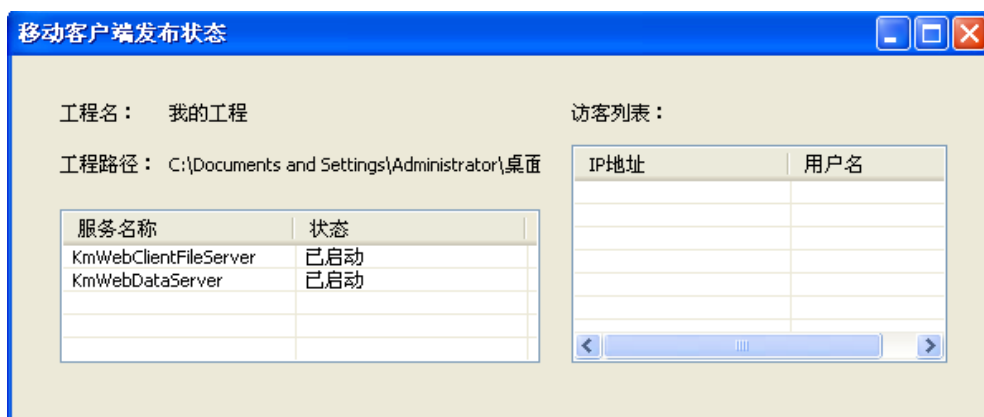 移动客户端发布状态
工程名： 我的工程
工程路径： C:\Documents and Settings\Administrator\桌面
服务名称 状态
KmWebClientFileServer 已启动
KmWebDataServer 已启动
访客列表：
IP地址 用户名